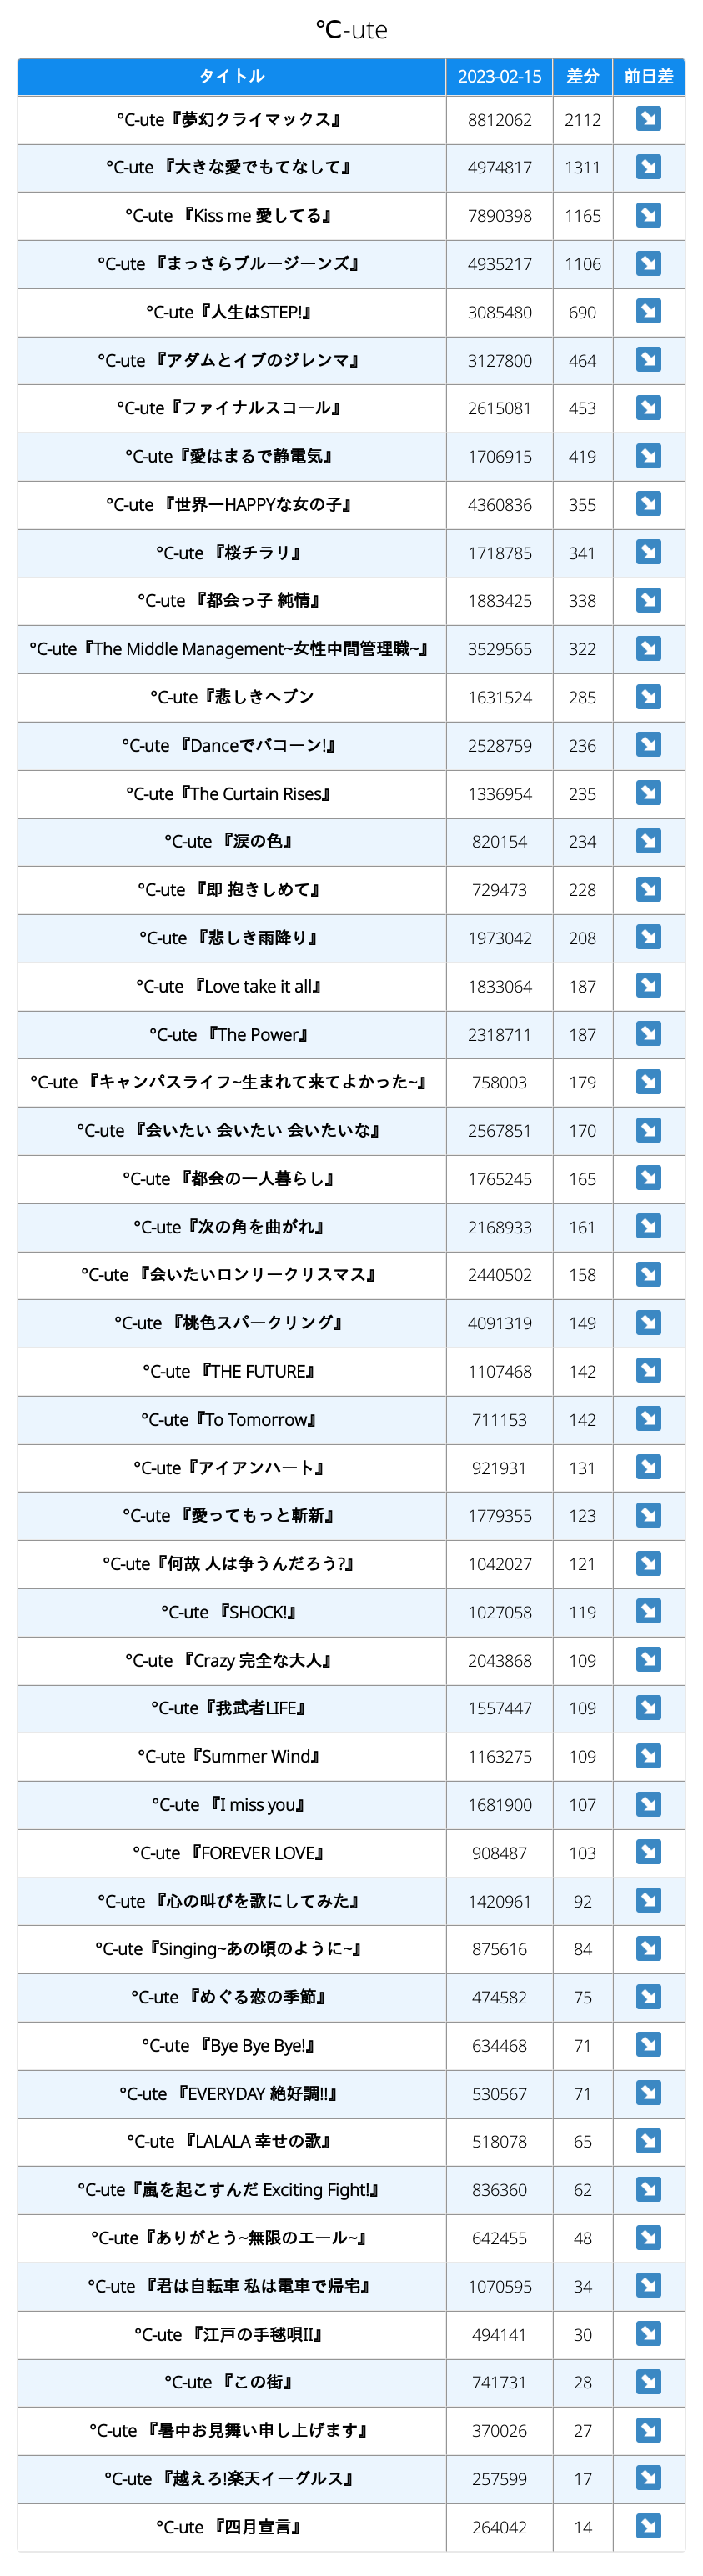 ℃-ute
タイトル 2023-02-15 差分 前日差
°C-ute『夢幻クライマックス』 8812062 2112 ↘
°C-ute 『大きな愛でもてなして』 4974817 1311 ↘
°C-ute 『Kiss me 愛してる』 7890398 1165 ↘
°C-ute 『まっさらブルージーンズ』 4935217 1106 ↘
°C-ute『人生はSTEP!』 3085480 690 ↘
°C-ute 『アダムとイブのジレンマ』 3127800 464 ↘
°C-ute『ファイナルスコール』 2615081 453 ↘
°C-ute『愛はまるで静電気』 1706915 419 ↘
°C-ute 『世界一HAPPYな女の子』 4360836 355 ↘
°C-ute 『桜チラリ』 1718785 341 ↘
°C-ute 『都会っ子 純情』 1883425 338 ↘
°C-ute『The Middle Management~女性中間管理職~』 3529565 322 ↘
°C-ute『悲しきヘブン 1631524 285 ↘
°C-ute 『Danceでバコーン!』 2528759 236 ↘
°C-ute『The Curtain Rises』 1336954 235 ↘
°C-ute 『涙の色』 820154 234 ↘
°C-ute 『即 抱きしめて』 729473 228 ↘
°C-ute 『悲しき雨降り』 1973042 208 ↘
°C-ute 『Love take it all』 1833064 187 ↘
°C-ute 『The Power』 2318711 187 ↘
°C-ute 『キャンパスライフ~生まれて来てよかった~』 758003 179 ↘
°C-ute 『会いたい 会いたい 会いたいな』 2567851 170 ↘
°C-ute 『都会の一人暮らし』 1765245 165 ↘
°C-ute『次の角を曲がれ』 2168933 161 ↘
°C-ute 『会いたいロンリークリスマス』 2440502 158 ↘
°C-ute 『桃色スパークリング』 4091319 149 ↘
°C-ute 『THE FUTURE』 1107468 142 ↘
°C-ute『To Tomorrow』 711153 142 ↘
°C-ute『アイアンハート』 921931 131 ↘
°C-ute 『愛ってもっと斬新』 1779355 123 ↘
°C-ute『何故 人は争うんだろう?』 1042027 121 ↘
°C-ute 『SHOCK!』 1027058 119 ↘
°C-ute 『Crazy 完全な大人』 2043868 109 ↘
°C-ute『我武者LIFE』 1557447 109 ↘
°C-ute『Summer Wind』 1163275 109 ↘
°C-ute 『I miss you』 1681900 107 ↘
°C-ute 『FOREVER LOVE』 908487 103 ↘
°C-ute 『心の叫びを歌にしてみた』 1420961 92 ↘
°C-ute『Singing~あの頃のように~』 875616 84 ↘
°C-ute 『めぐる恋の季節』 474582 75 ↘
°C-ute 『Bye Bye Bye!』 634468 71 ↘
°C-ute 『EVERYDAY 絶好調!!』 530567 71 ↘
°C-ute 『LALALA 幸せの歌』 518078 65 ↘
°C-ute『嵐を起こすんだ Exciting Fight!』 836360 62 ↘
°C-ute『ありがとう~無限のエール~』 642455 48 ↘
°C-ute 『君は自転車 私は電車で帰宅』 1070595 34 ↘
°C-ute 『江戸の手毬唄II』 494141 30 ↘
°C-ute 『この街』 741731 28 ↘
°C-ute 『暑中お見舞い申し上げます』 370026 27 ↘
°C-ute 『越えろ!楽天イーグルス』 257599 17 ↘
°C-ute 『四月宣言』 264042 14 ↘